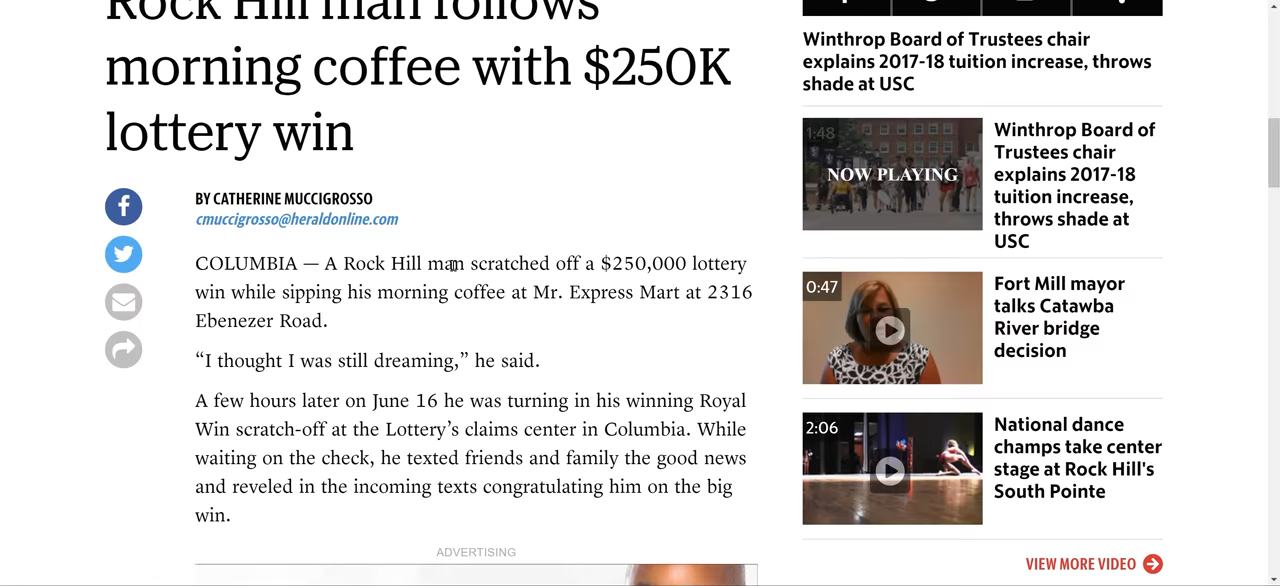 Rock Hill man follows
morning coffee with $250K
lottery win
BY CATHERINE MUCCIGROSSO
cmuccigrosso@heraldonline.com
COLUMBIA — A Rock Hill man scratched off a $250,000 lottery
win while sipping his morning coffee at Mr. Express Mart at 2316
Ebenezer Road.
“I thought I was still dreaming,” he said.
A few hours later on June 16 he was turning in his winning Royal
Win scratch-off at the Lottery’s claims center in Columbia. While
waiting on the check, he texted friends and family the good news
and reveled in the incoming texts congratulating him on the big
win.
ADVERTISING
Winthrop Board of Trustees chair
explains 2017-18 tuition increase, throws
shade at USC
1:48
NOW PLAYING
Winthrop Board of
Trustees chair
explains 2017-18
tuition increase,
throws shade at
USC
0:47
Fort Mill mayor
talks Catawba
River bridge
decision
2:06
National dance
champs take center
stage at Rock Hill's
South Pointe
VIEW MORE VIDEO